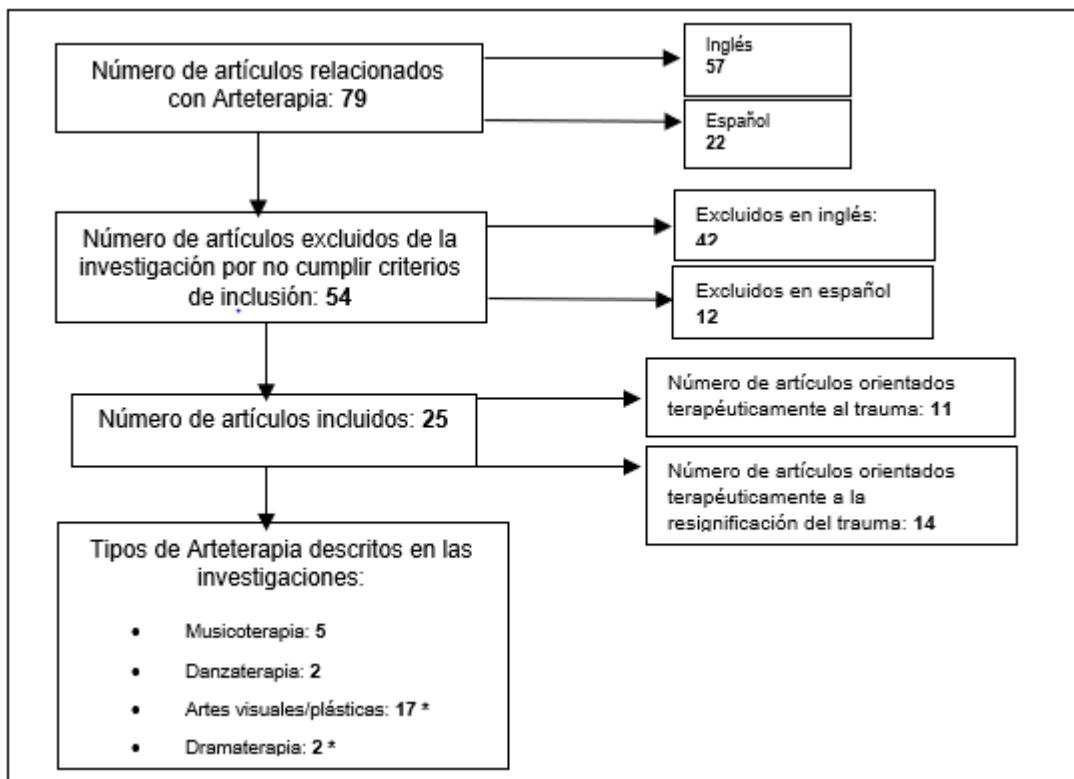 Número de artículos relacionados
con Arteterapia: 79
Inglés
57
Español
22
Número de artículos excluidos de la
investigación por no cumplir criterios
de inclusión: 54
Excluidos en inglés:
42
Excluidos en español
12
Número de artículos incluidos: 25
Número de artículos orientados
terapéuticamente al trauma: 11
Número de artículos orientados
terapéuticamente a la
resignificación del trauma: 14
Tipos de Arteterapia descritos en las
investigaciones:
• Musicoterapia: 5
• Danzaterapia: 2
• Artes visuales/plásticas: 17 *
• Dramaterapia: 2 *